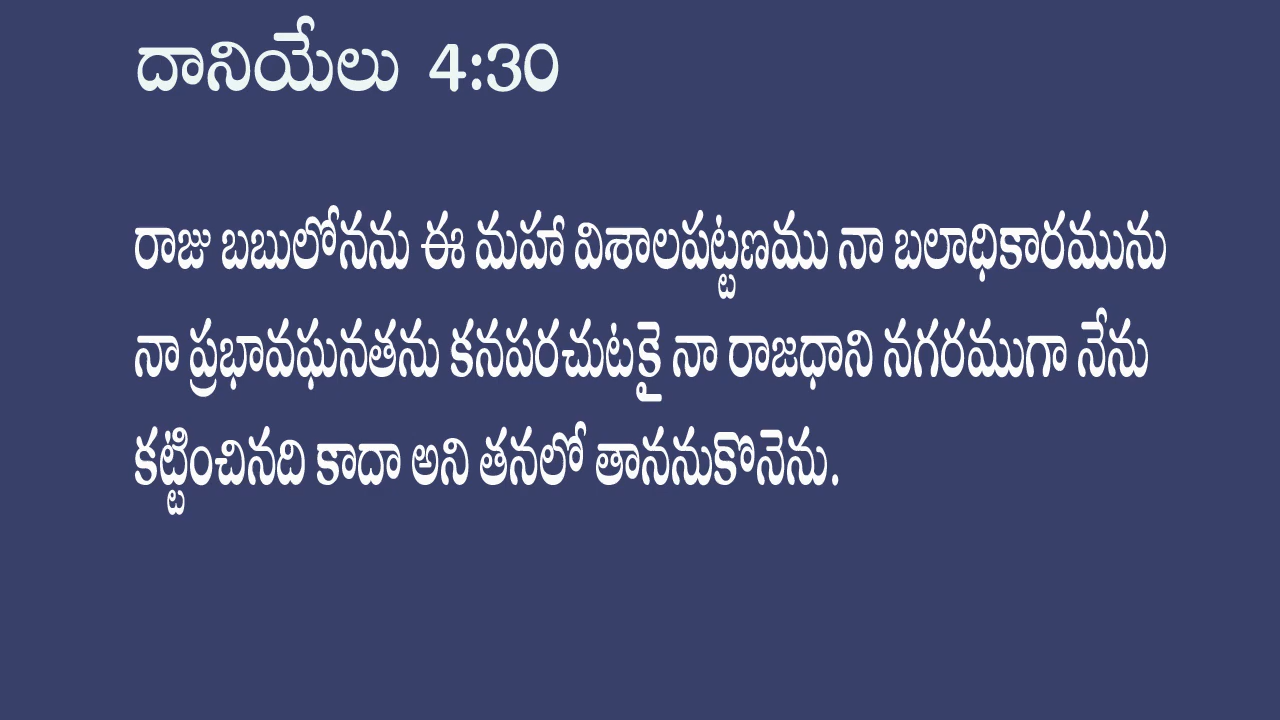 దానియేలు 4:30
రాజు బబులోనను ఈ మహా విశాలపట్టణము నా బలాధికారమును
నా ప్రభావఘనతను కనపరచుటకై నా రాజధాని నగరముగా నేను
కట్టించినది కాదా అని తనలో తాననుకొనెను.